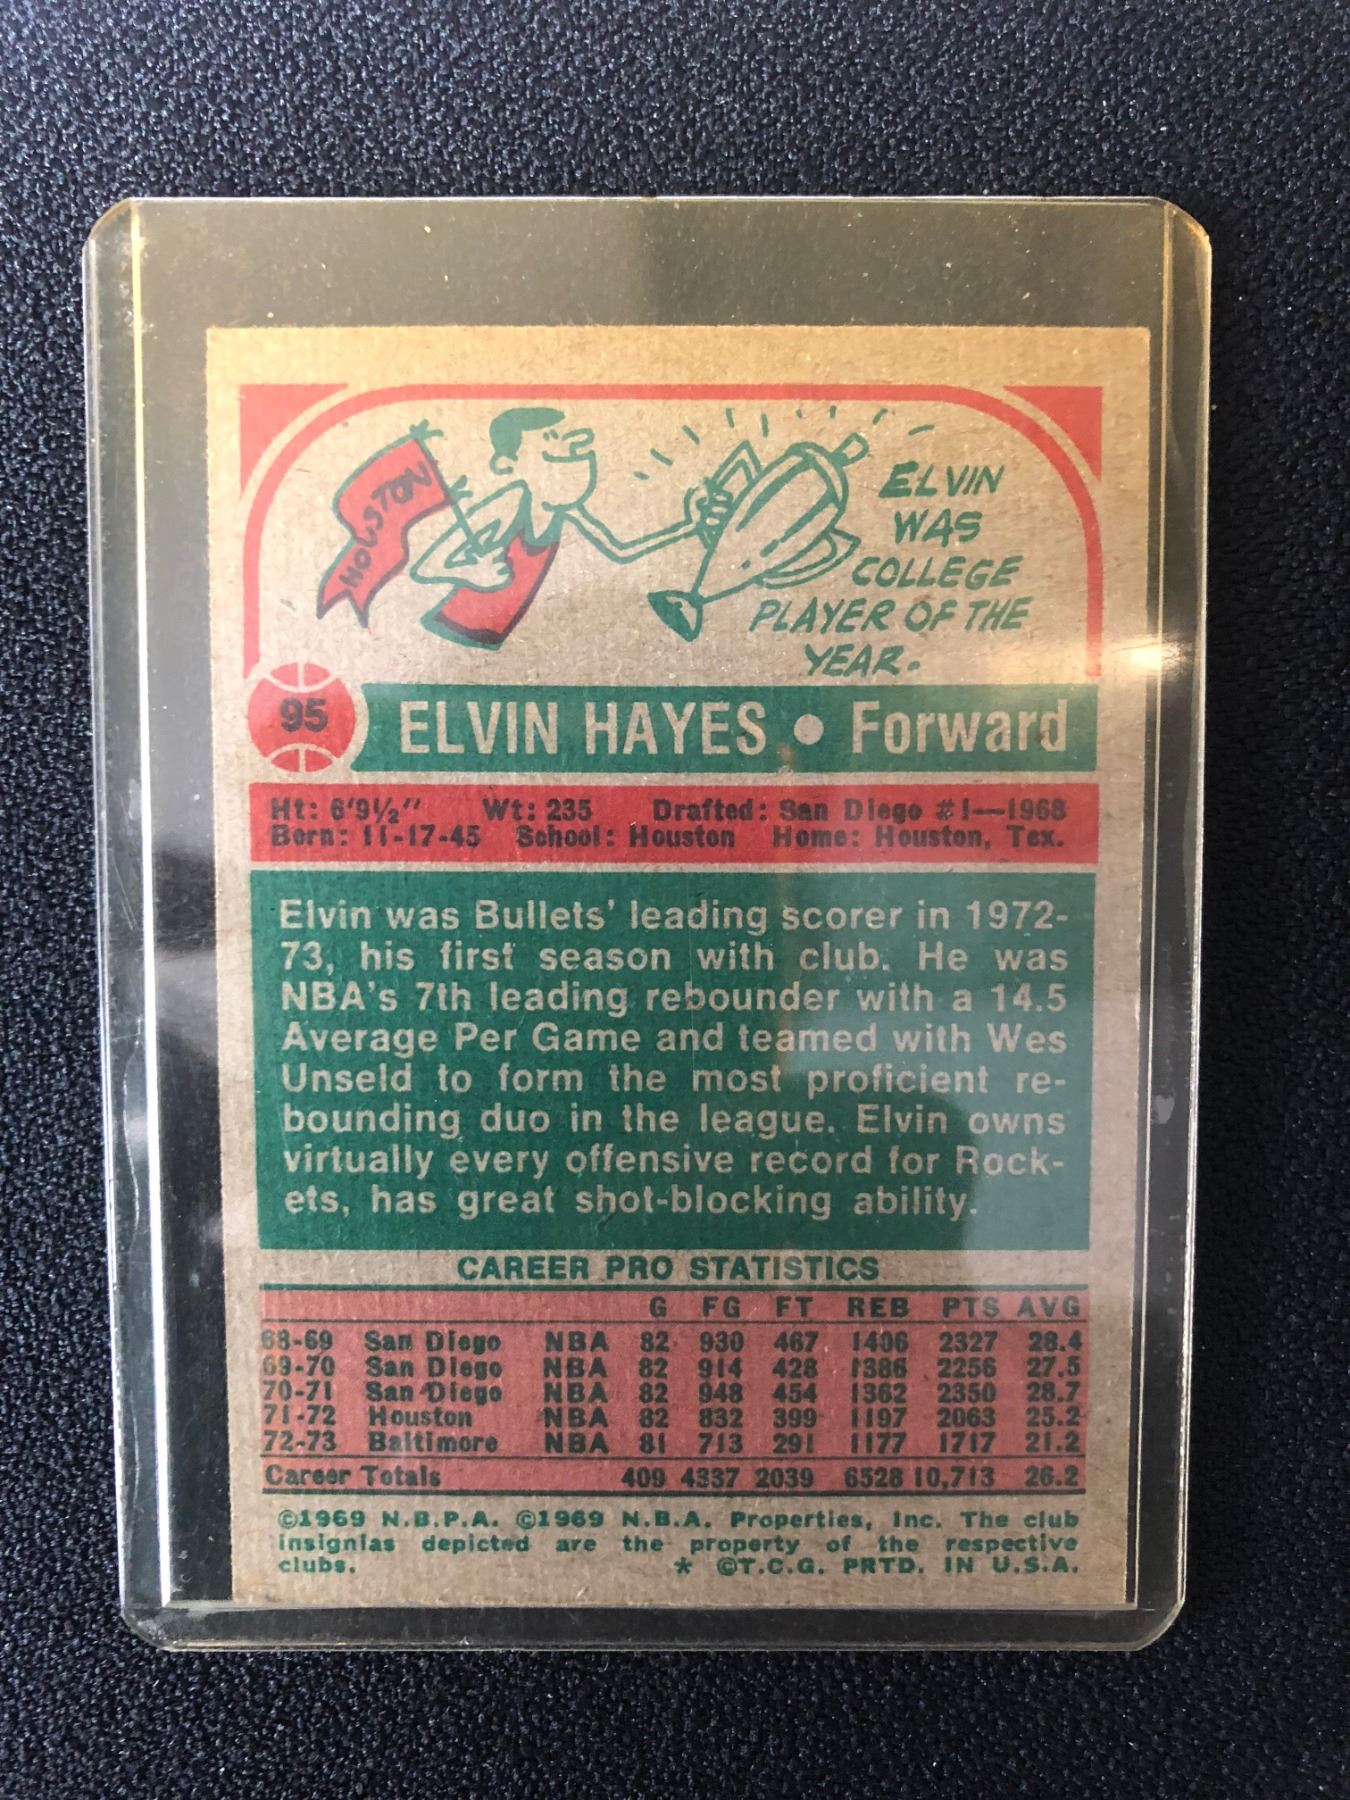 HOUSTON
ELVIN
WAS
COLLEGE
PLAYER OF THE
YEAR.
95 ELVIN HAYES • Forward
Ht: 6'9½" Wt: 235 Drafted: San Diego #1—1968
Born: 11-17-45 School: Houston Home: Houston, Tex.
Elvin was Bullets' leading scorer in 1972-
73, his first season with club. He was
NBA's 7th leading rebounder with a 14.5
Average Per Game and teamed with Wes
Unseld to form the most proficient re-
bounding duo in the league. Elvin owns
virtually every offensive record for Rock-
ets, has great shot-blocking ability.
CAREER PRO STATISTICS
G FG FT REB PTS AVG
68-69 San Diego NBA 82 930 467 1406 2327 28.4
69-70 San Diego NBA 82 914 428 1386 2256 27.5
70-71 San Diego NBA 82 948 454 1362 2350 28.7
71-72 Houston NBA 82 832 399 1197 2063 25.2
72-73 Baltimore NBA 81 713 291 1177 1717 21.2
Career Totals 409 4337 2039 6528 10,713 26.2
©1969 N.B.P.A. ©1969 N.B.A. Properties, Inc. The club
insignias depicted are the property of the respective
clubs. * ©T.C.G. PRTD. IN U.S.A.